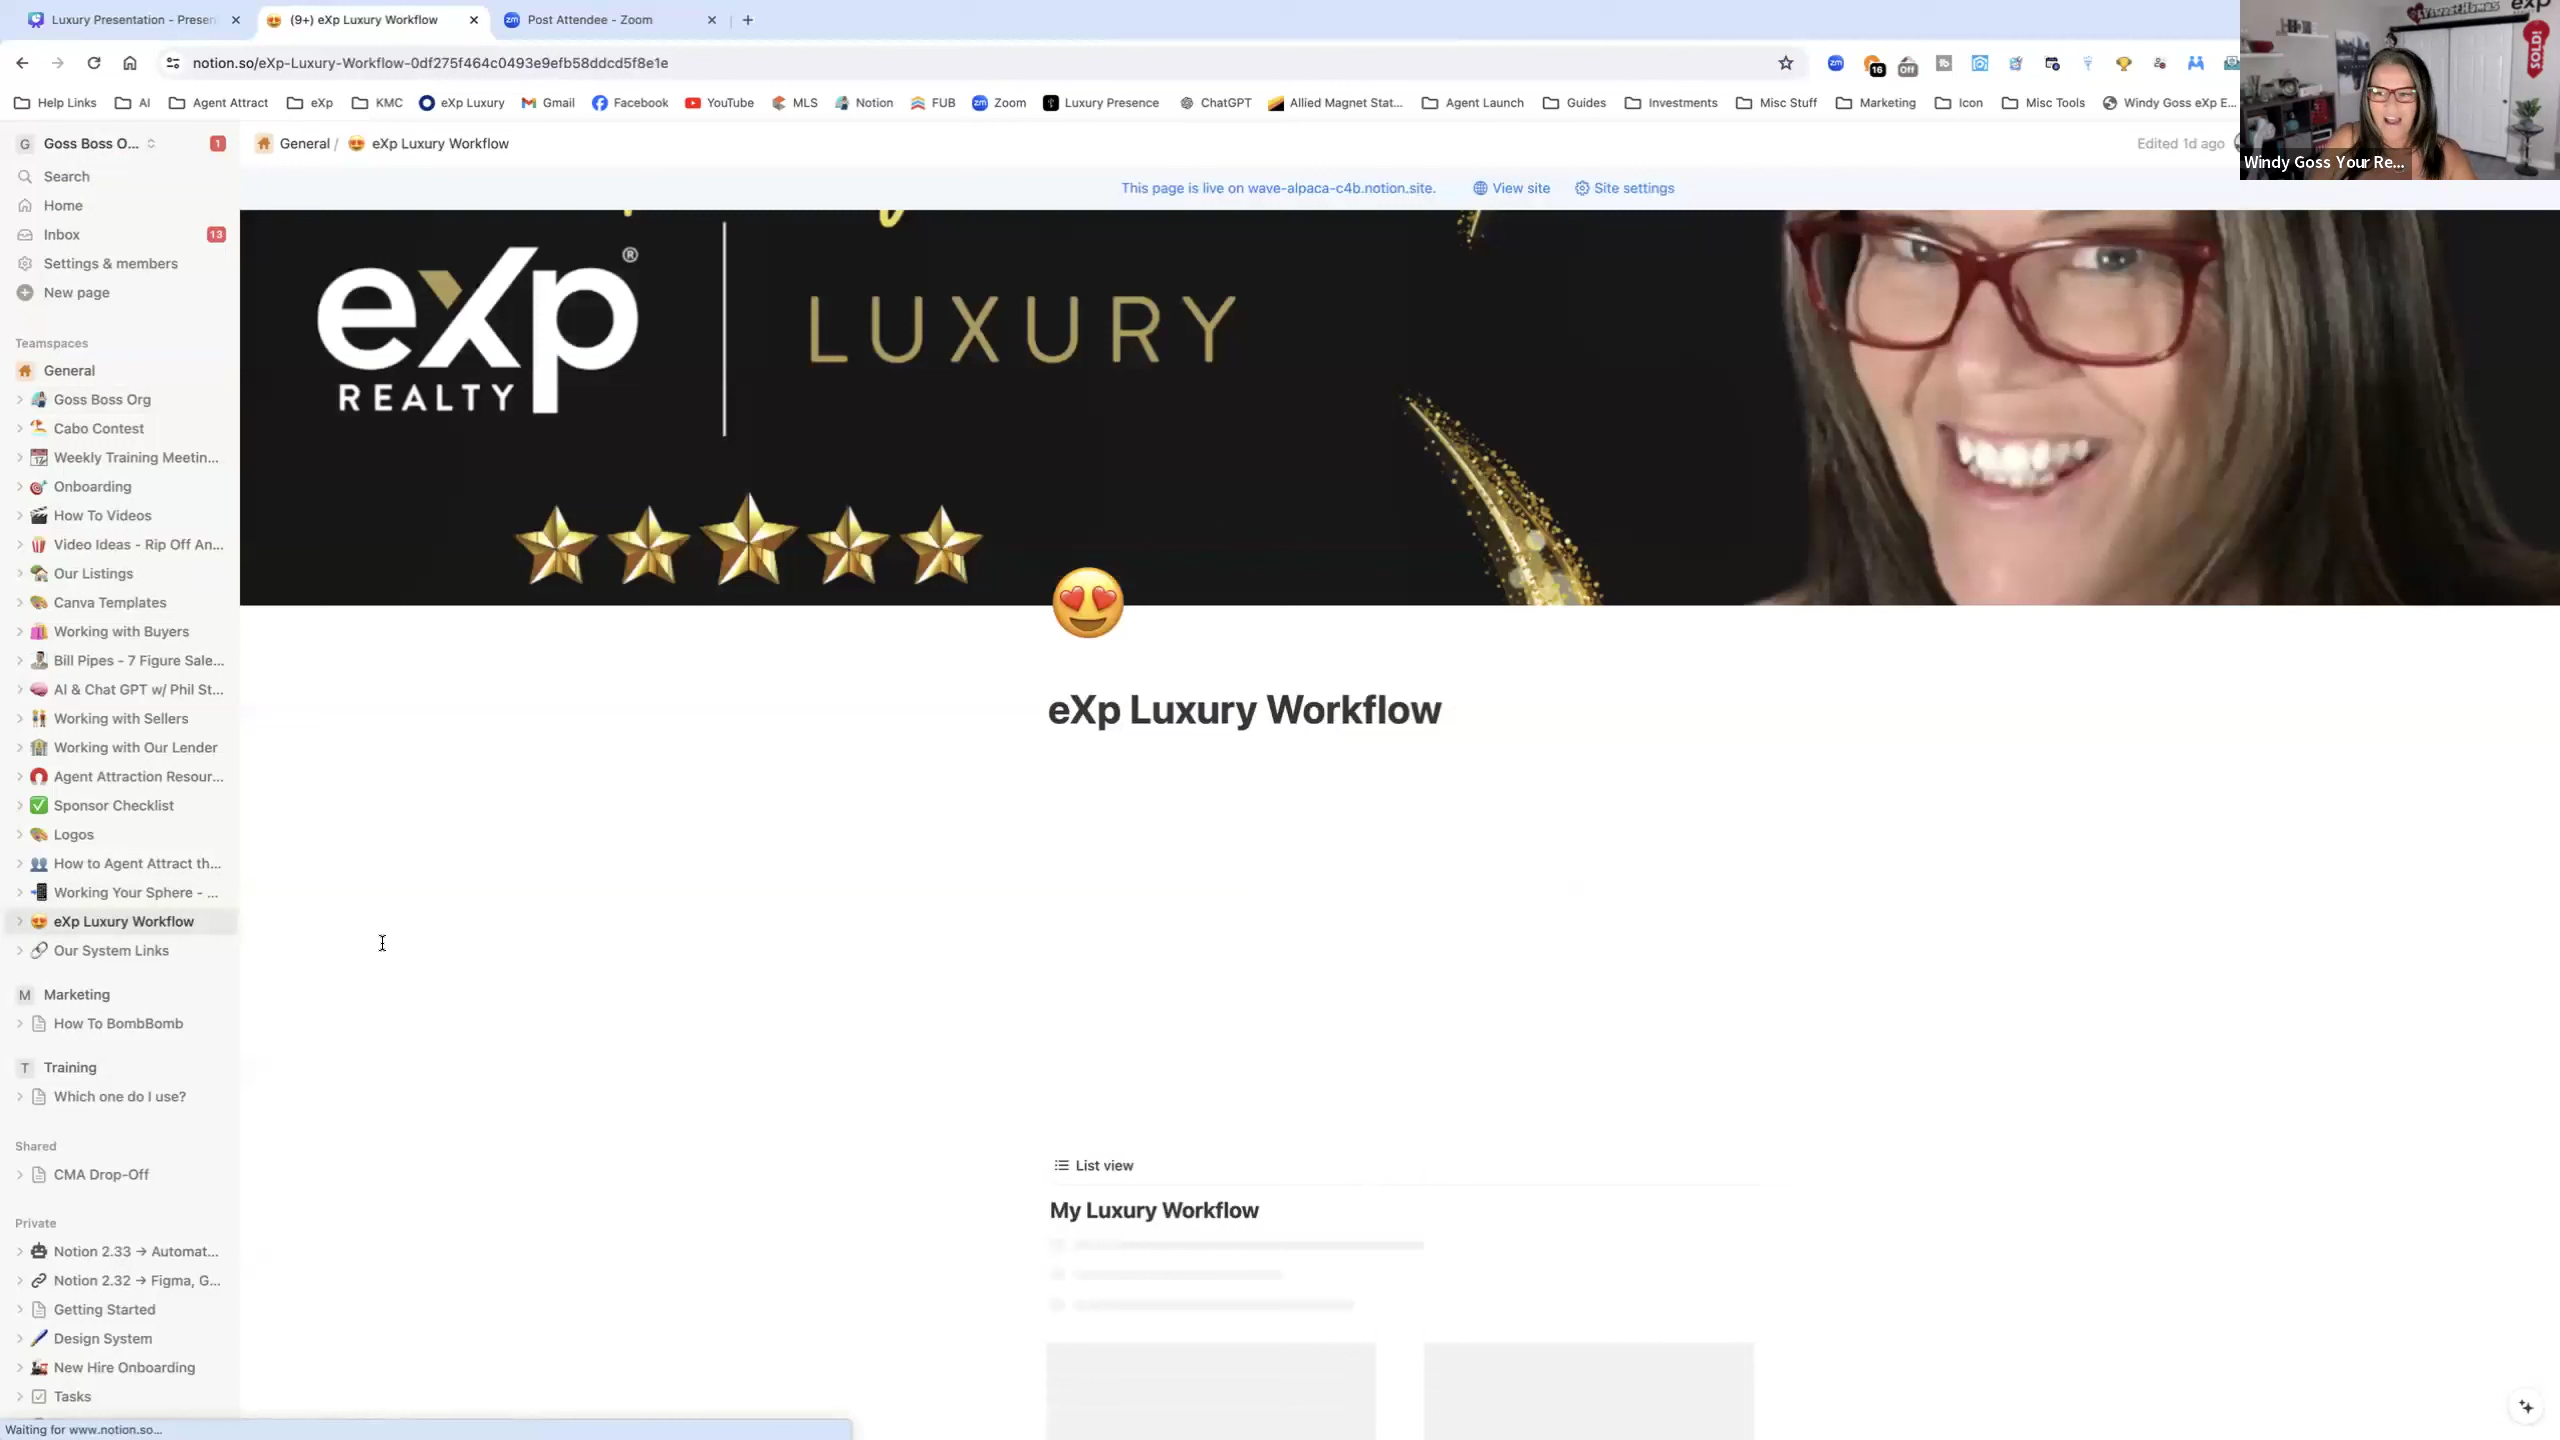 Luxury Presentation - Presen
(9+) eXp Luxury Workflow
Post Attendee - Zoom
notion.so/eXp-Luxury-Workflow-0df275f464c0493e9efb58ddcd5f8e1e
16
Off
Help Links
AI
Agent Attract
eXp
KMC
eXp Luxury
Gmail
Facebook
YouTube
MLS
Notion
FUB
Zoom
Luxury Presence
ChatGPT
Allied Magnet Stat...
Agent Launch
Guides
Investments
Misc Stuff
Marketing
Icon
Misc Tools
Windy Goss eXp E...
exp
SOLD!
Windy Goss Your Re...
G Goss Boss O... 1
Search
Home
Inbox 13
Settings & members
New page
Teamspaces
General
Goss Boss Org
Cabo Contest
Weekly Training Meetin...
Onboarding
How To Videos
Video Ideas - Rip Off An...
Our Listings
Canva Templates
Working with Buyers
Bill Pipes - 7 Figure Sale...
AI & Chat GPT w/ Phil St...
Working with Sellers
Working with Our Lender
Agent Attraction Resour...
Sponsor Checklist
Logos
How to Agent Attract th...
Working Your Sphere - ...
eXp Luxury Workflow
Our System Links
M Marketing
How To BombBomb
T Training
Which one do I use?
Shared
CMA Drop-Off
Private
Notion 2.33 → Automat...
Notion 2.32 → Figma, G...
Getting Started
Design System
New Hire Onboarding
Tasks
Waiting for www.notion.so...
General / eXp Luxury Workflow
Edited 1d ago
This page is live on wave-alpaca-c4b.notion.site.
View site
Site settings
eXp®
REALTY
LUXURY
eXp Luxury Workflow
List view
My Luxury Workflow